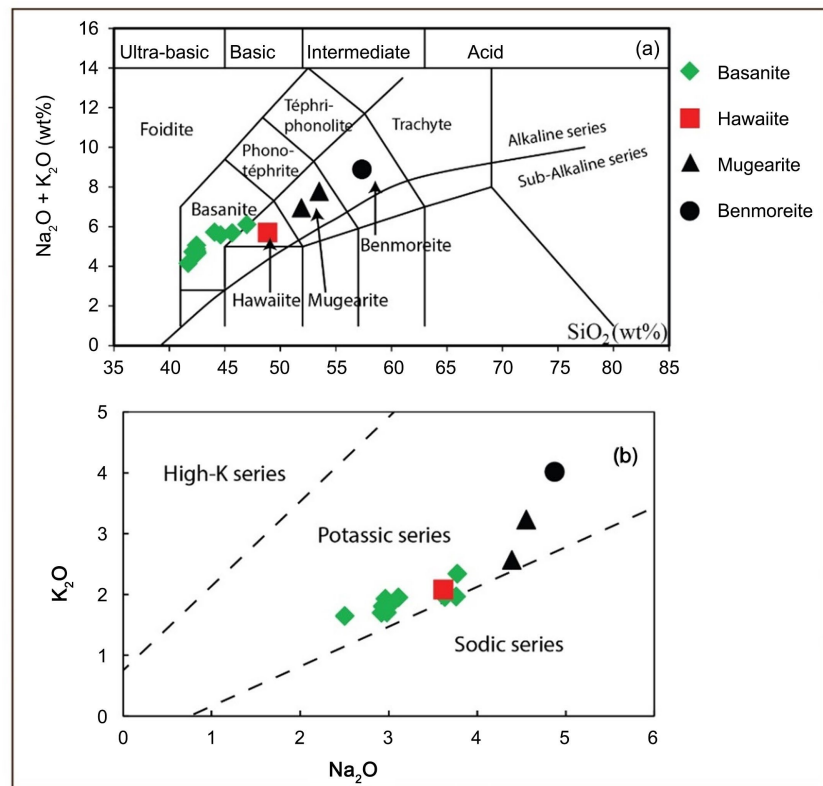 16
14
12
10
8
6
4
2
0
Na₂O + K₂O (wt%)
Ultra-basic
Basic
Intermediate
Acid
(a)
Foidite
Téphri-
phonolite
Phono-
téphrite
Trachyte
Alkaline series
Sub-Alkaline series
Basanite
Benmoreite
Hawaiite
Mugearite
SiO₂(wt%)
35 40 45 50 55 60 65 70 75 80 85
Basanite
Hawaiite
Mugearite
Benmoreite
5
4
3
2
1
0
K₂O
High-K series
(b)
Potassic series
Sodic series
0 1 2 3 4 5 6
Na₂O